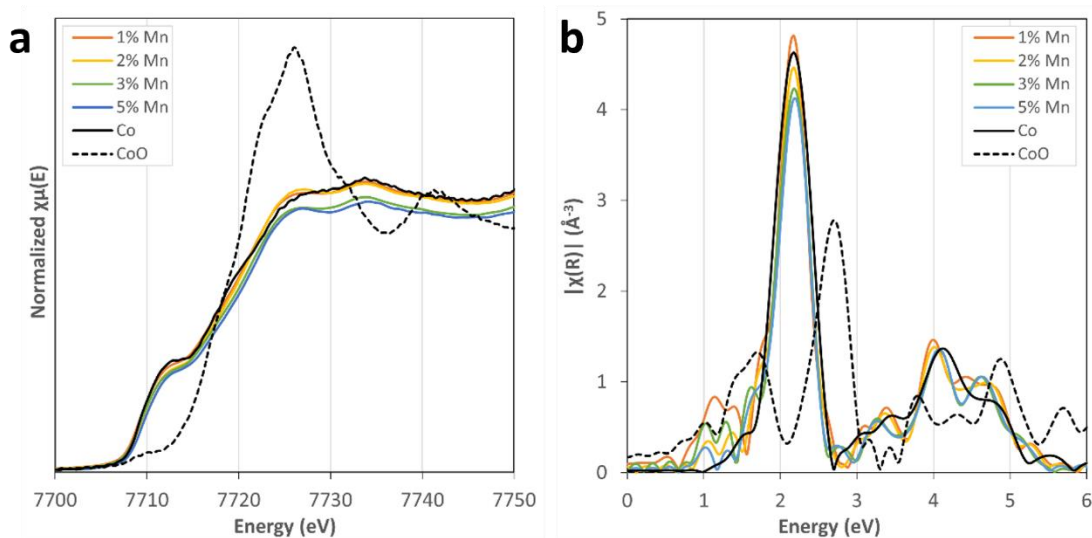 a
1% Mn
2% Mn
3% Mn
5% Mn
Co
CoO
Normalized χμ(E)
7700 7710 7720 7730 7740 7750
Energy (eV)
b
5
4
3
2
1
0
1% Mn
2% Mn
3% Mn
5% Mn
Co
CoO
|χ(R)| (Å⁻³)
0 1 2 3 4 5 6
Energy (eV)